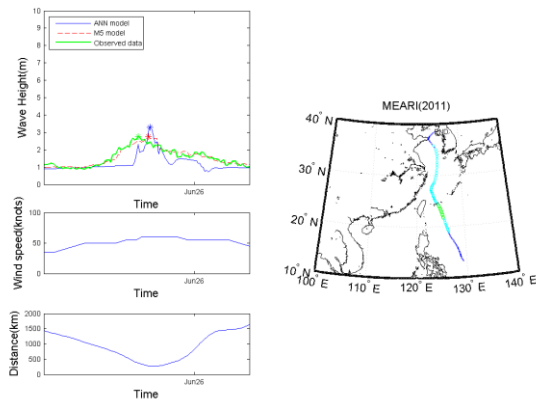 ANN model
M5 model
Observed data
Wave Height(m)
10
9
8
7
6
5
4
3
2
1
0
Jun26
Time
Wind speed(knots)
100
50
0
Jun26
Time
Distance(km)
2000
1500
1000
500
0
Jun26
Time
MEARI(2011)
40° N
30° N
20° N
10° N
100° E
110° E
120° E
130° E
140° E